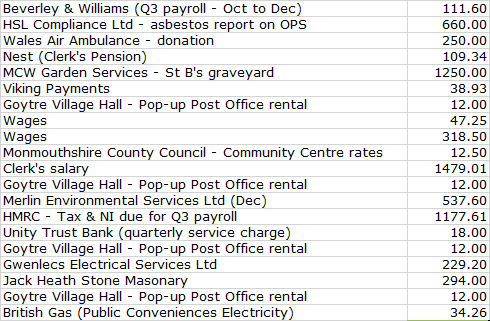 Beverley & Williams (Q3 payroll - Oct to Dec) 111.60
HSL Compliance Ltd - asbestos report on OPS 660.00
Wales Air Ambulance - donation 250.00
Nest (Clerk's Pension) 109.34
MCW Garden Services - St B's graveyard 1250.00
Viking Payments 38.93
Goytre Village Hall - Pop-up Post Office rental 12.00
Wages 47.25
Wages 318.50
Monmouthshire County Council - Community Centre rates 12.50
Clerk's salary 1479.01
Goytre Village Hall - Pop-up Post Office rental 12.00
Merlin Environmental Services Ltd (Dec) 537.60
HMRC - Tax & NI due for Q3 payroll 1177.61
Unity Trust Bank (quarterly service charge) 18.00
Goytre Village Hall - Pop-up Post Office rental 12.00
Gwenlecs Electrical Services Ltd 229.20
Jack Heath Stone Masonary 294.00
Goytre Village Hall - Pop-up Post Office rental 12.00
British Gas (Public Conveniences Electricity) 34.26